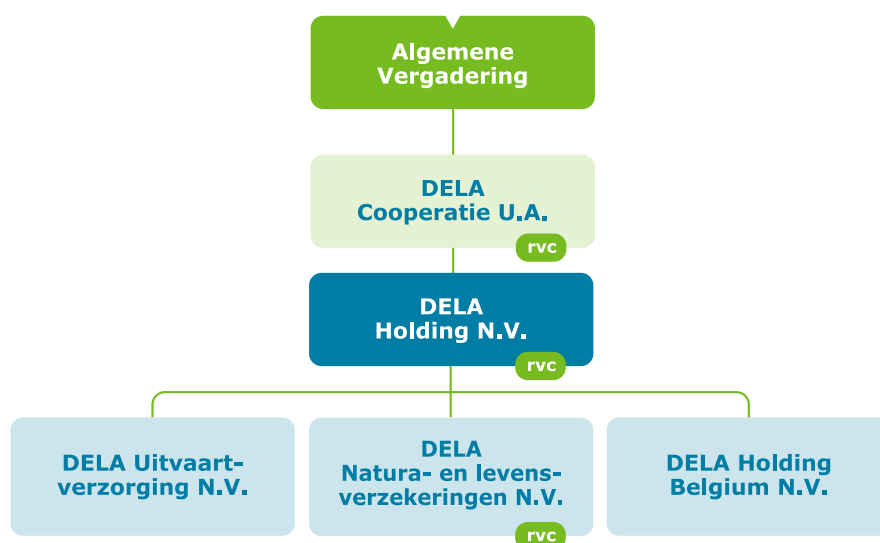 Algemene
Vergadering
DELA
Cooperatie U.A.
rvc
DELA
Holding N.V.
rvc
DELA Uitvaart-
verzorging N.V.
DELA
Natura- en levens-
verzekeringen N.V.
rvc
DELA Holding
Belgium N.V.